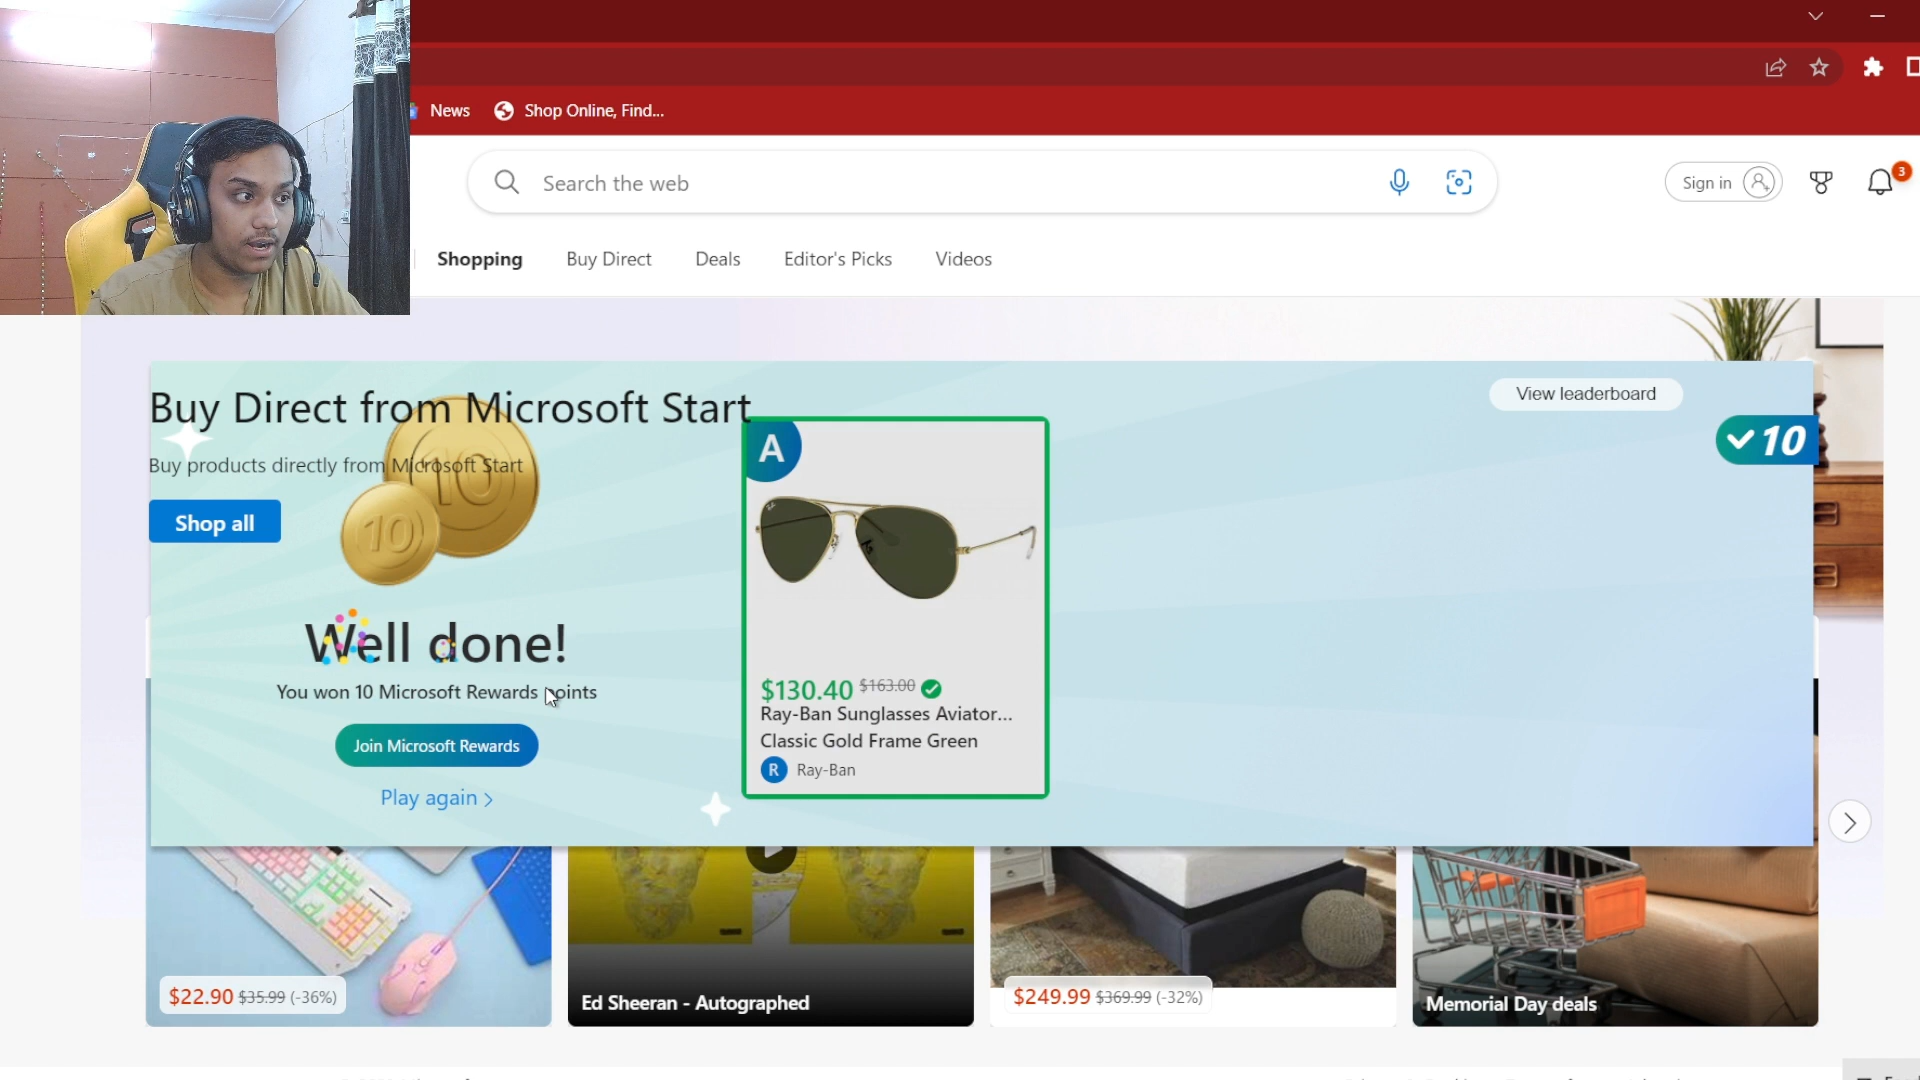 News
Shop Online, Find...
Search the web
Sign in
3
Shopping
Buy Direct
Deals
Editor's Picks
Videos
Buy Direct from Microsoft Start
Buy products directly from Microsoft Start
Shop all
View leaderboard
10
10
10
A
Well done!
You won 10 Microsoft Rewards points
Join Microsoft Rewards
Play again
$130.40 $163.00
Ray-Ban Sunglasses Aviator...
Classic Gold Frame Green
R Ray-Ban
$22.90 $35.99 (-36%)
Ed Sheeran - Autographed
$249.99 $369.99 (-32%)
Memorial Day deals